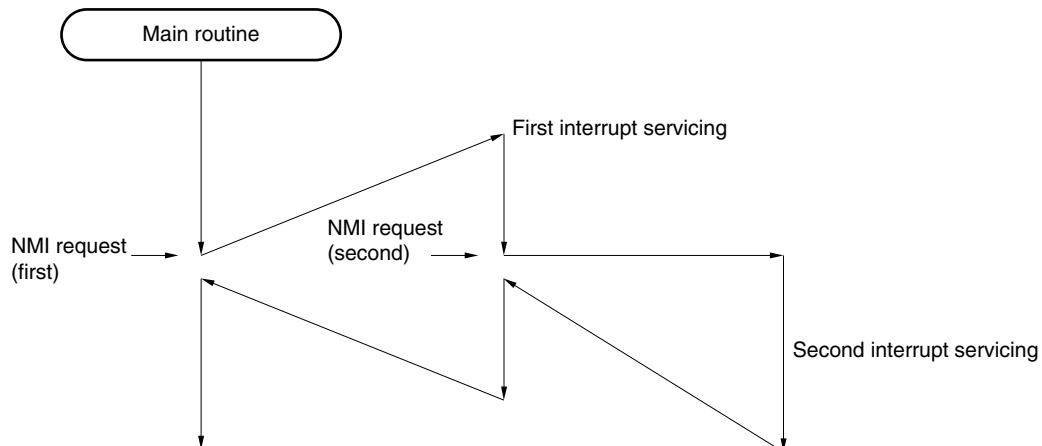 Main routine
First interrupt servicing
NMI request
(first)
NMI request
(second)
Second interrupt servicing